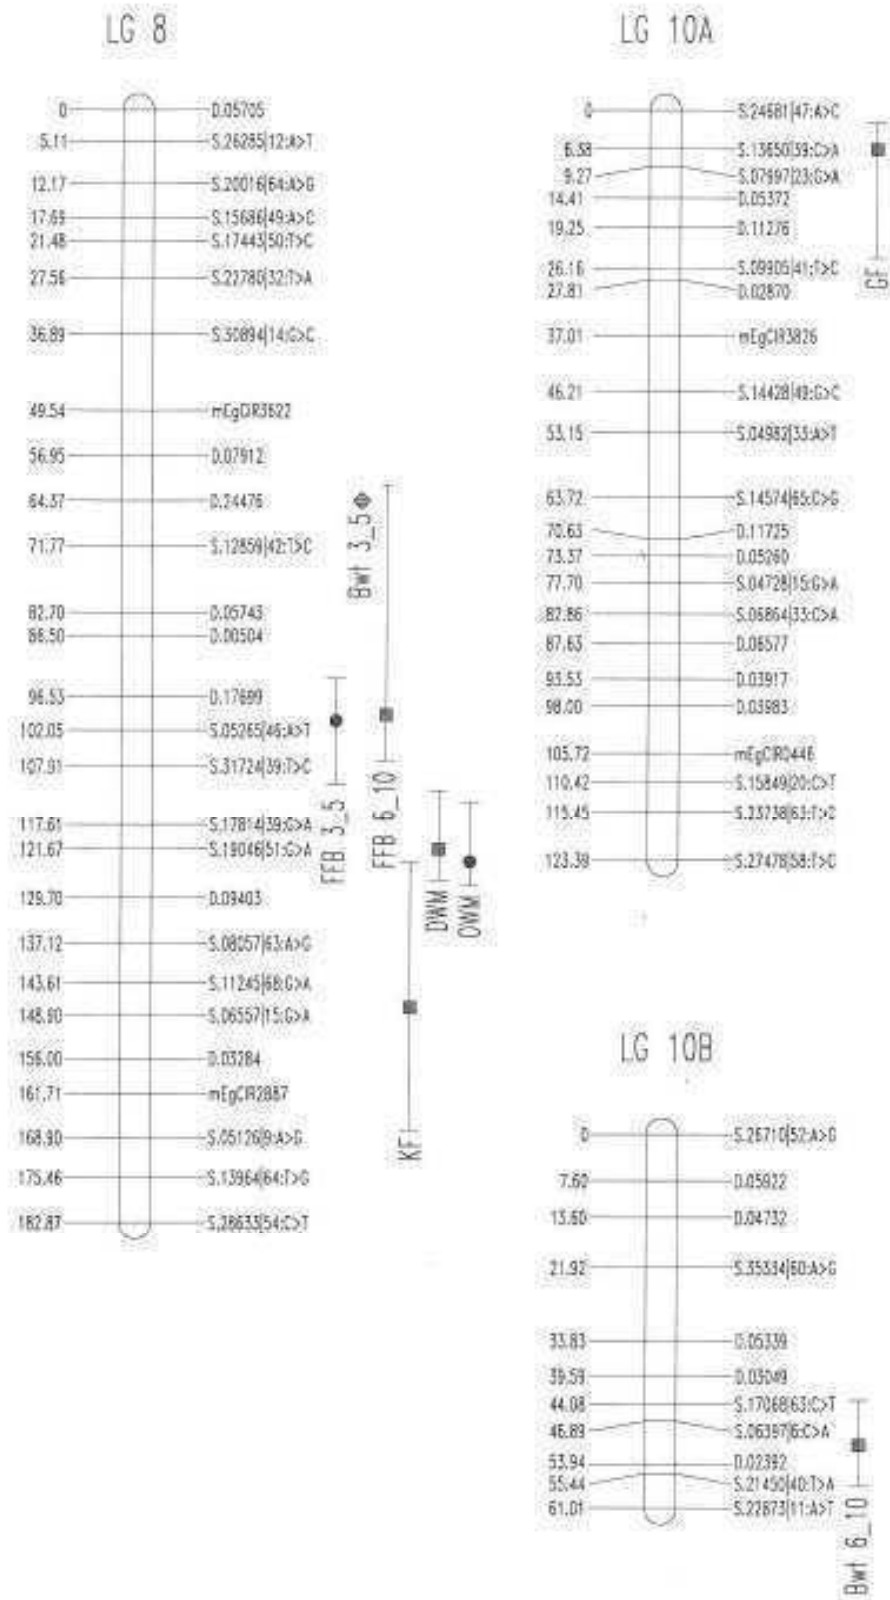 LG 8
0 D.05705
5.11 S.26285|12:A>T
12.17 S.20016|64:A>G
17.69 S.15686|49:A>C
21.48 S.17443|50:T>C
27.56 S.22780|32:T>A
36.89 S.30894|14:G>C
49.54 mEgCIR3622
56.95 D.07912
64.37 D.24476
71.77 S.12859|42:T>C
82.70 D.05743
86.50 D.00504
96.53 D.17699
102.05 S.05265|46:A>T
107.91 S.31724|39:T>C
117.61 S.17814|39:G>A
121.67 S.19046|51:G>A
129.70 D.09403
137.12 S.08057|63:A>G
143.61 S.11245|68:G>A
148.90 S.06557|15:G>A
156.00 D.03284
161.71 mEgCIR2887
168.90 S.05126|9:A>G
175.46 S.13964|64:T>G
182.87 S.28633|54:C>T
Bwt 3_5
FFB 3_5
FFB 6_10
DWM
OWM
KF
LG 10A
0 S.24681|47:A>C
6.38 S.13650|39:C>A
9.27 S.07997|23:G>A
14.41 D.05372
19.25 D.11276
26.16 S.09905|41:T>C
27.81 D.02870
37.01 mEgCIR3826
46.21 S.14428|49:G>C
53.15 S.04982|33:A>T
63.72 S.14574|65:C>G
70.63 D.11725
73.37 D.05260
77.70 S.04728|15:G>A
82.86 S.06864|33:C>A
87.63 D.06577
93.53 D.03917
98.00 D.03983
105.72 mEgCIR0446
110.42 S.15849|20:C>T
115.45 S.23738|63:T>C
123.39 S.27478|58:T>C
GF
LG 10B
0 S.26710|52:A>G
7.60 D.05922
13.60 D.04732
21.92 S.35334|60:A>G
33.83 D.05339
39.59 D.03049
44.08 S.17068|63:C>T
46.89 S.06397|6:C>A
53.94 D.02392
55.44 S.21450|40:T>A
61.01 S.22873|11:A>T
Bwt 6_10